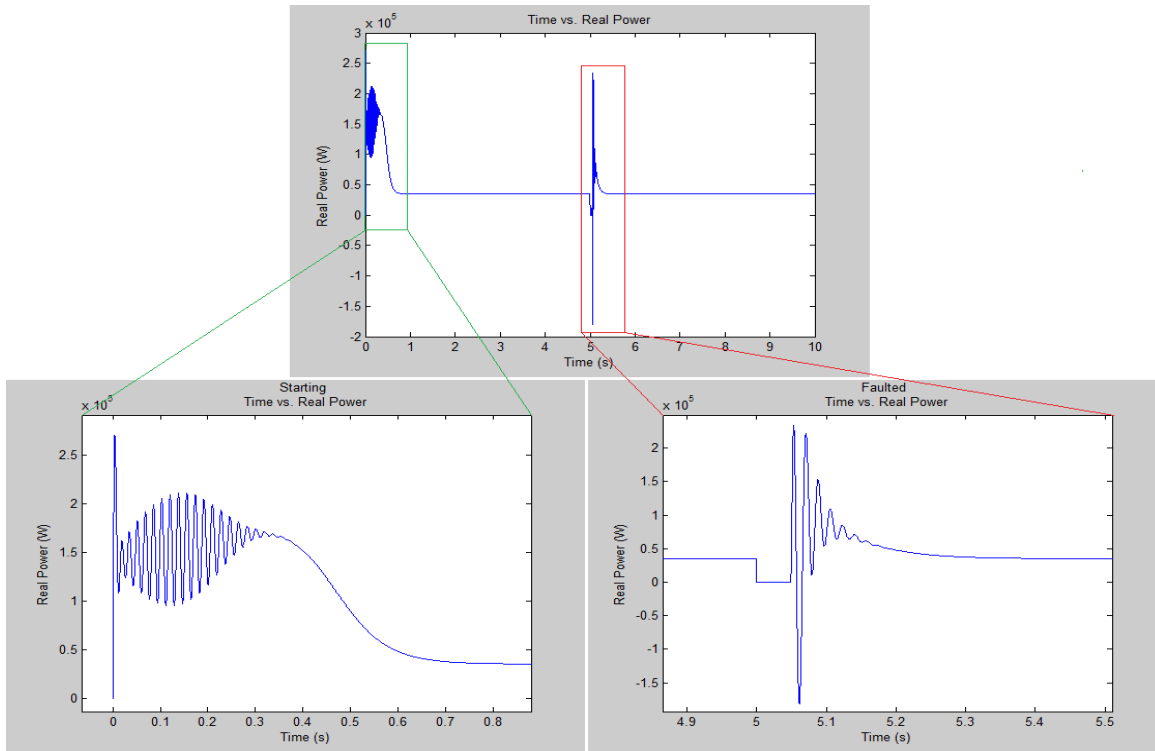 Time vs. Real Power
× 10^5
3
2.5
2
1.5
1
0.5
0
-0.5
-1
-1.5
-2
Real Power (W)
0 1 2 3 4 5 6 7 8 9 10
Time (s)
Starting
Time vs. Real Power
× 10^5
2.5
2
1.5
1
0.5
0
Real Power (W)
0 0.1 0.2 0.3 0.4 0.5 0.6 0.7 0.8
Time (s)
Faulted
Time vs. Real Power
× 10^5
2
1.5
1
0.5
0
-0.5
-1
-1.5
Real Power (W)
4.9 5 5.1 5.2 5.3 5.4 5.5
Time (s)